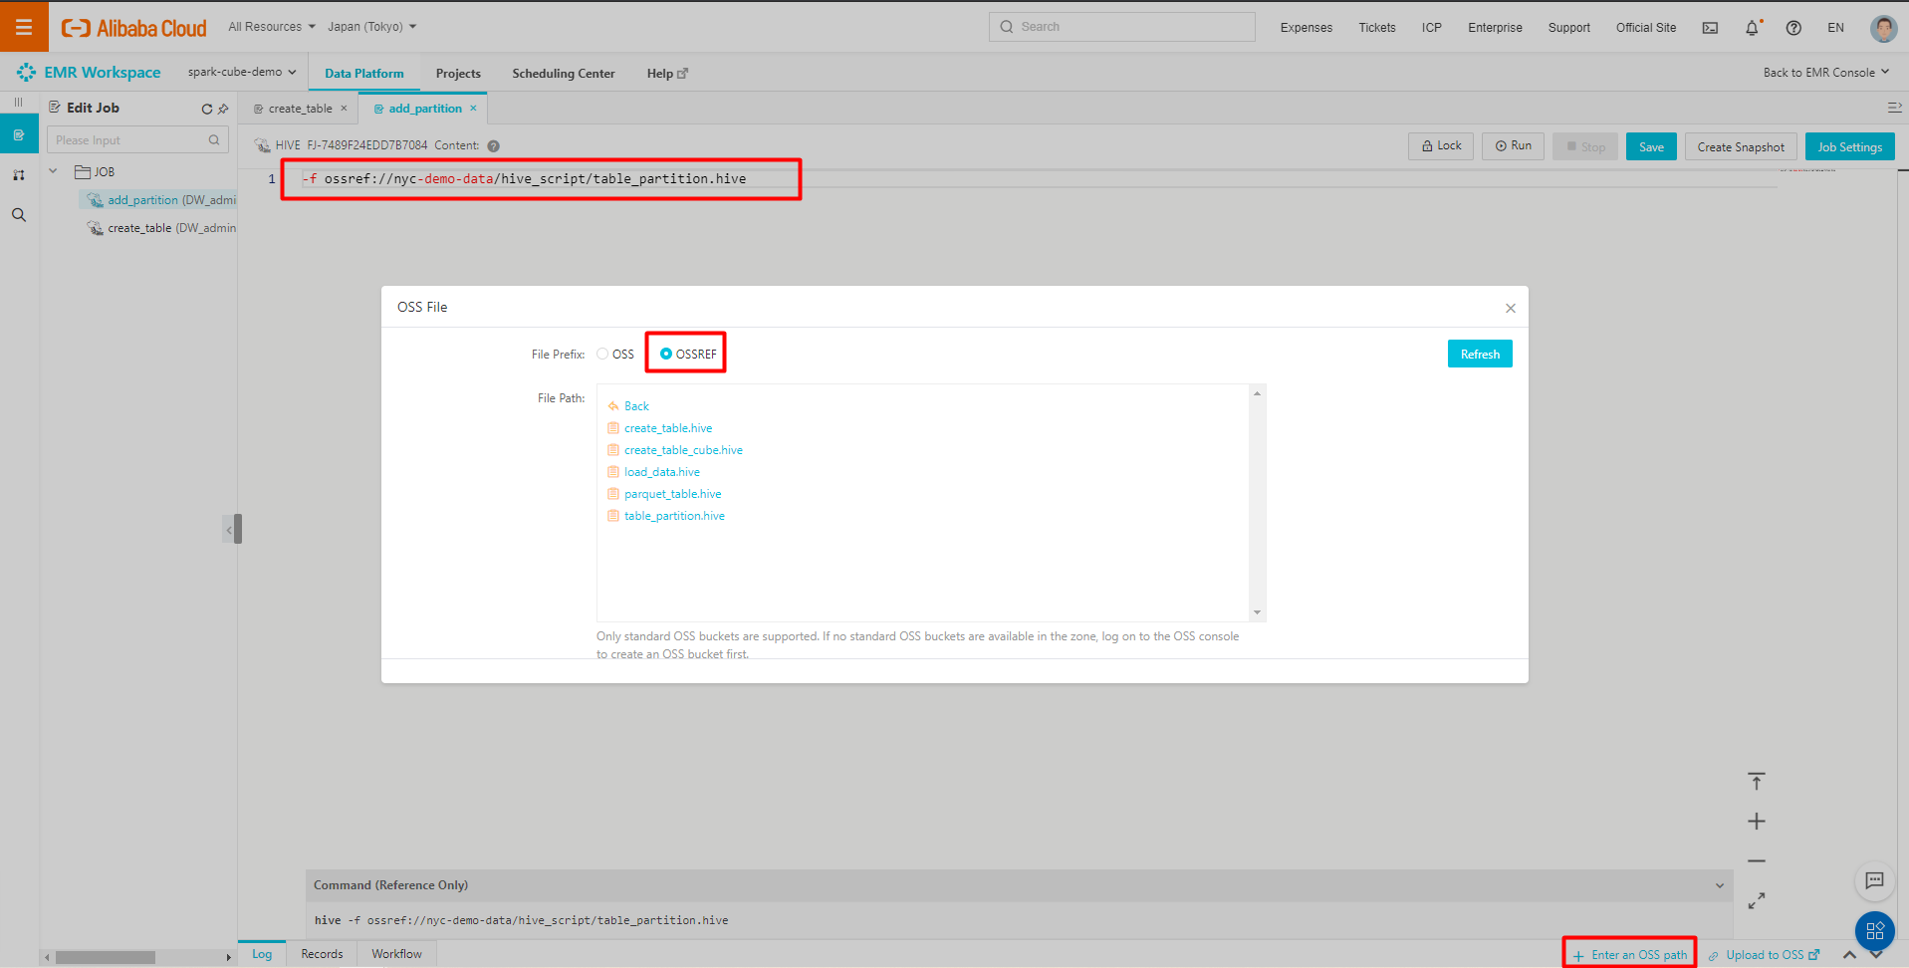 Alibaba Cloud All Resources Japan (Tokyo) Search Expenses Tickets ICP Enterprise Support Official Site EN
EMR Workspace spark-cube-demo Data Platform Projects Scheduling Center Help Back to EMR Console
Edit Job create_table × add_partition ×
Please Input HIVE FJ-7489F24EDD7B7084 Content: Lock Run Stop Save Create Snapshot Job Settings
JOB
1 -f ossref://nyc-demo-data/hive_script/table_partition.hive
add_partition (DW_admi
create_table (DW_admin
OSS File
File Prefix: OSS OSSREF Refresh
File Path:
Back
create_table.hive
create_table_cube.hive
load_data.hive
parquet_table.hive
table_partition.hive
Only standard OSS buckets are supported. If no standard OSS buckets are available in the zone, log on to the OSS console
to create an OSS bucket first.
Command (Reference Only)
hive -f ossref://nyc-demo-data/hive_script/table_partition.hive
Log Records Workflow + Enter an OSS path Upload to OSS